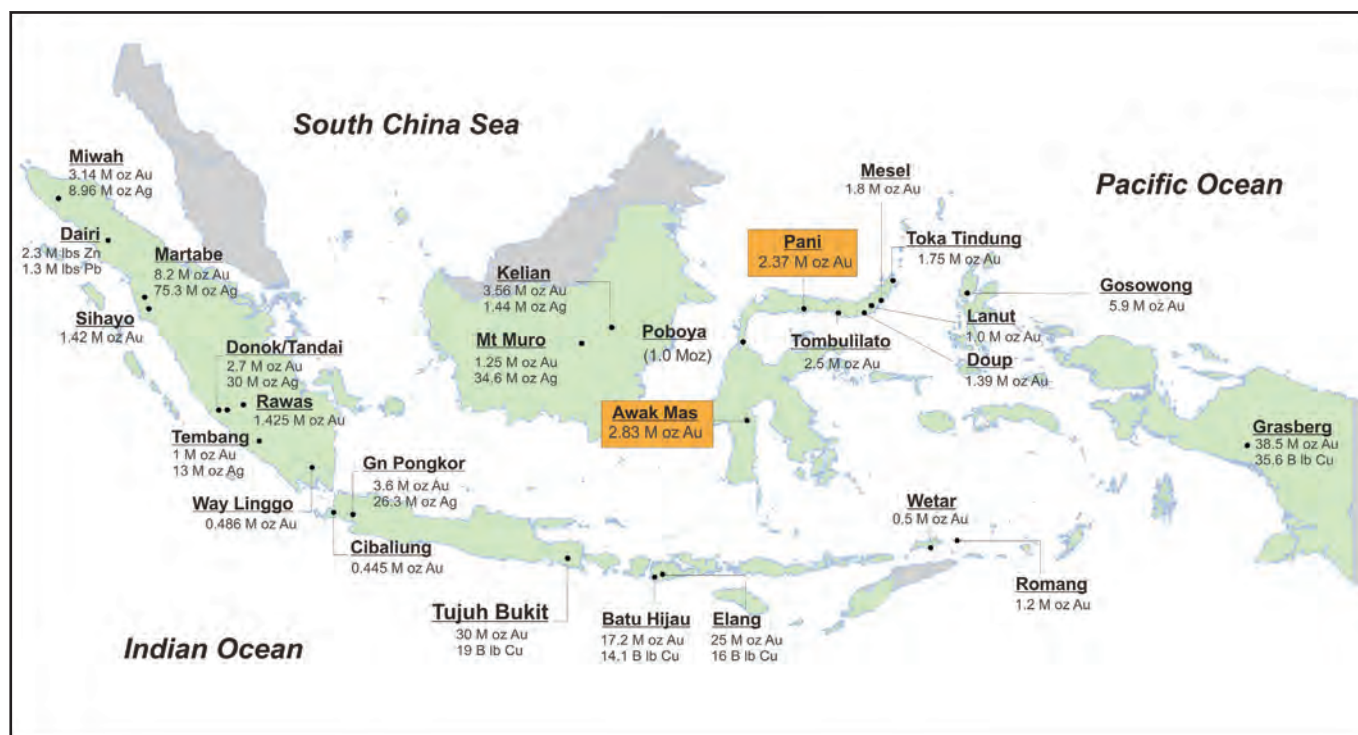 South China Sea
Pacific Ocean
Indian Ocean
Miwah
3.14 M oz Au
8.96 M oz Ag
Dairi
2.3 M lbs Zn
1.3 M lbs Pb
Martabe
8.2 M oz Au
75.3 M oz Ag
Sihayo
1.42 M oz Au
Donok/Tandai
2.7 M oz Au
30 M oz Ag
Rawas
1.425 M oz Au
Tembang
1 M oz Au
13 M oz Ag
Way Linggo
0.486 M oz Au
Gn Pongkor
3.6 M oz Au
26.3 M oz Ag
Cibaliung
0.445 M oz Au
Kelian
3.56 M oz Au
1.44 M oz Ag
Mt Muro
1.25 M oz Au
34.6 M oz Ag
Poboya
(1.0 Moz)
Pani
2.37 M oz Au
Awak Mas
2.83 M oz Au
Mesel
1.8 M oz Au
Toka Tindung
1.75 M oz Au
Gosowong
5.9 M oz Au
Lanut
1.0 M oz Au
Tombulilato
2.5 M oz Au
Doup
1.39 M oz Au
Grasberg
38.5 M oz Au
35.6 B lb Cu
Wetar
0.5 M oz Au
Romang
1.2 M oz Au
Tujuh Bukit
30 M oz Au
19 B lb Cu
Batu Hijau
17.2 M oz Au
14.1 B lb Cu
Elang
25 M oz Au
16 B lb Cu